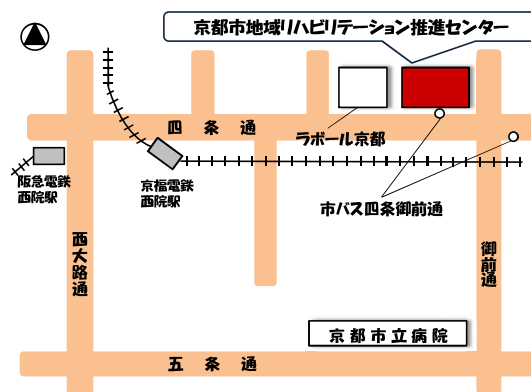 京都市地域リハビリテーション推進センター
四条通
ラボール京都
阪急電鉄
西院駅
京福電鉄
西院駅
市バス四条御前通
西大路通
御前通
京都市立病院
五条通